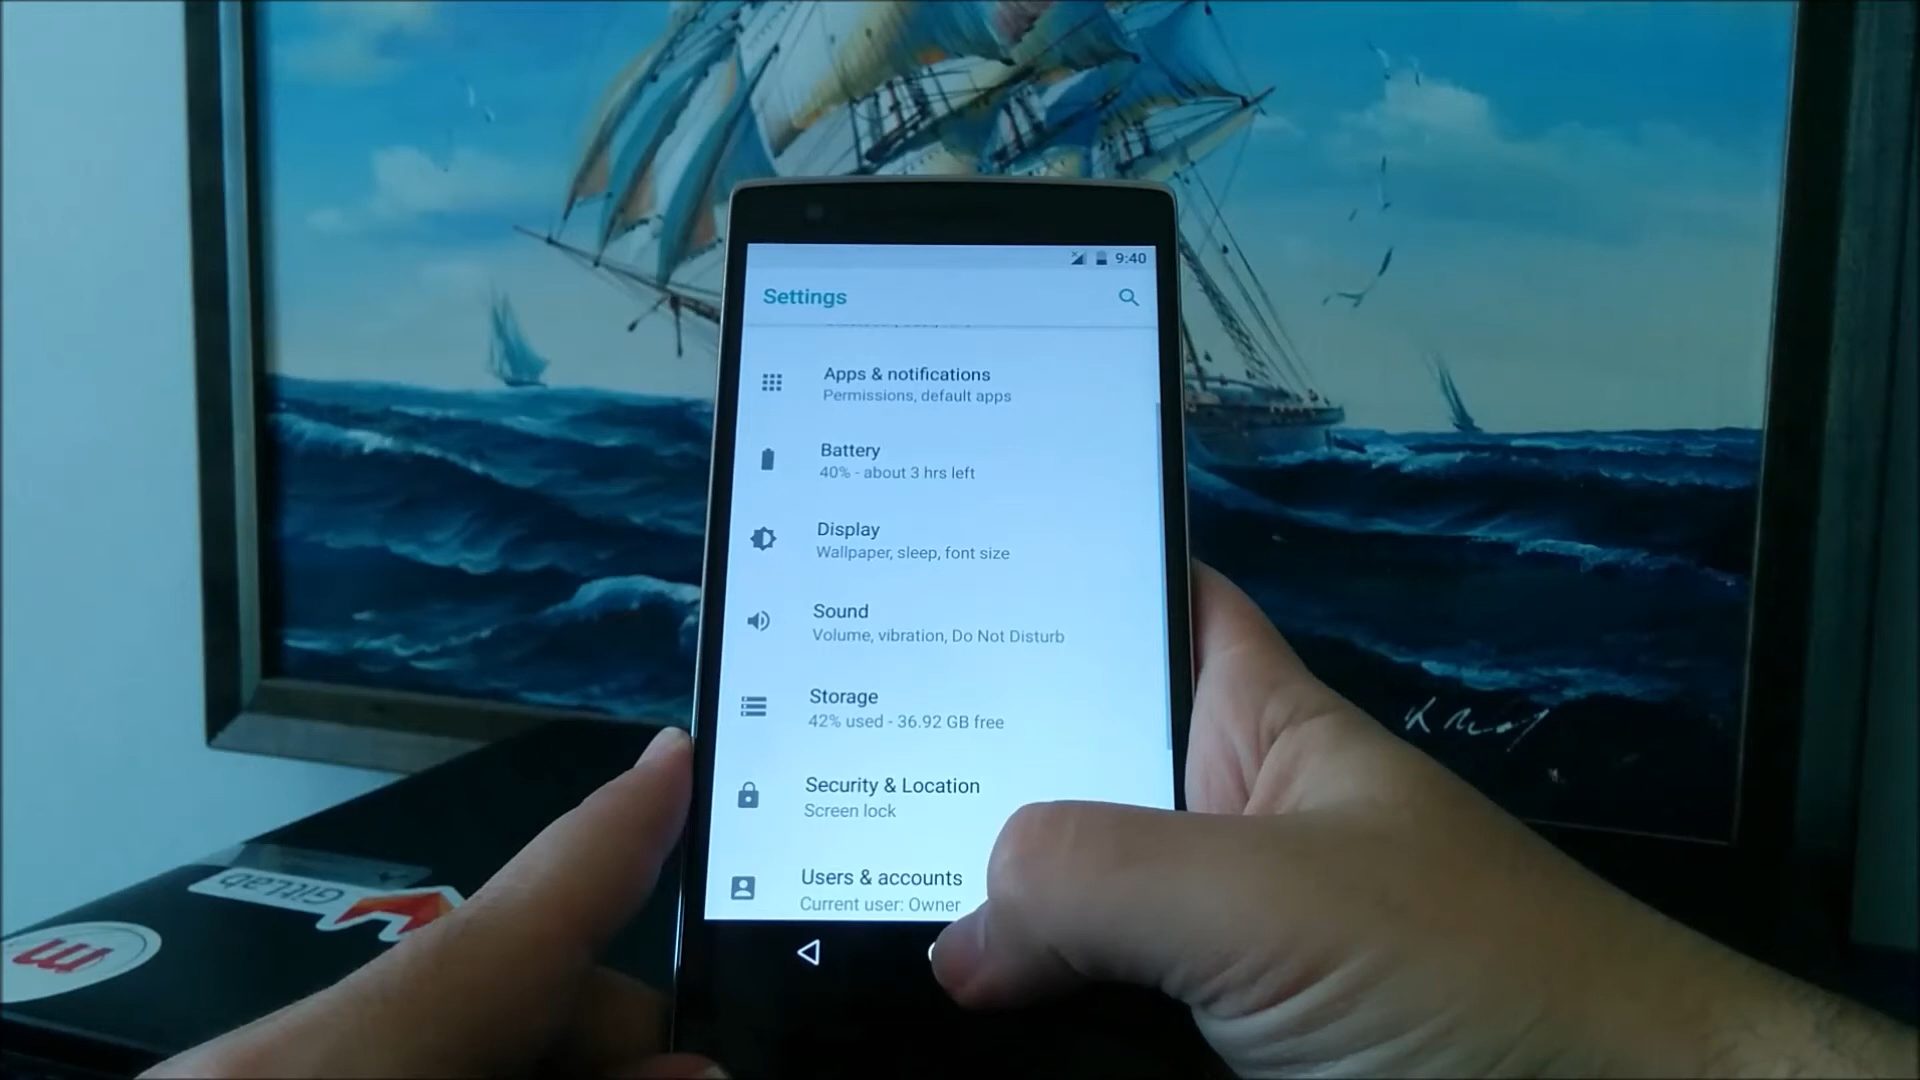 9:40
Settings
Apps & notifications
Permissions, default apps
Battery
40% - about 3 hrs left
Display
Wallpaper, sleep, font size
Sound
Volume, vibration, Do Not Disturb
Storage
42% used - 36.92 GB free
Security & Location
Screen lock
Users & accounts
Current user: Owner
GitLab
m